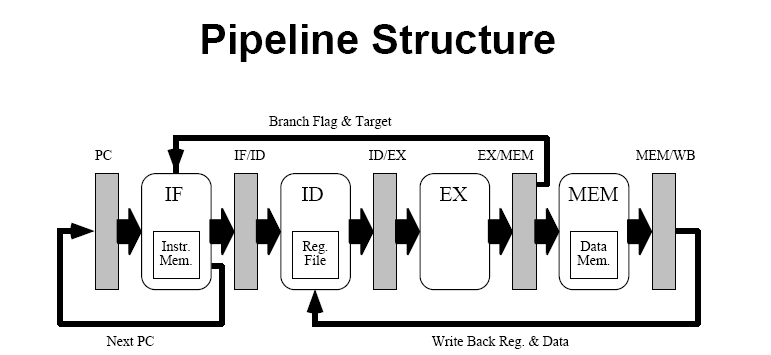 Pipeline Structure
Branch Flag & Target
PC
IF/ID
ID/EX
EX/MEM
MEM/WB
IF
ID
EX
MEM
Instr.
Mem.
Reg.
File
Data
Mem.
Next PC
Write Back Reg. & Data